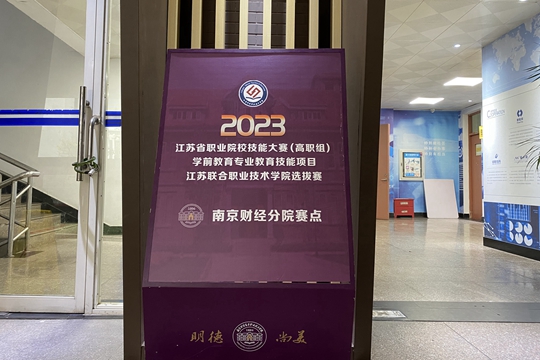 2023
江苏省职业院校技能大赛(高职组)
学前教育专业教育技能项目
江苏联合职业技术学院选拔赛
南京财经分院赛点
明德
尚美